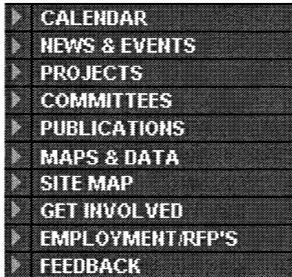 CALENDAR
NEWS & EVENTS
PROJECTS
COMMITTEES
PUBLICATIONS
MAPS & DATA
SITE MAP
GET INVOLVED
EMPLOYMENT/RFP'S
FEEDBACK